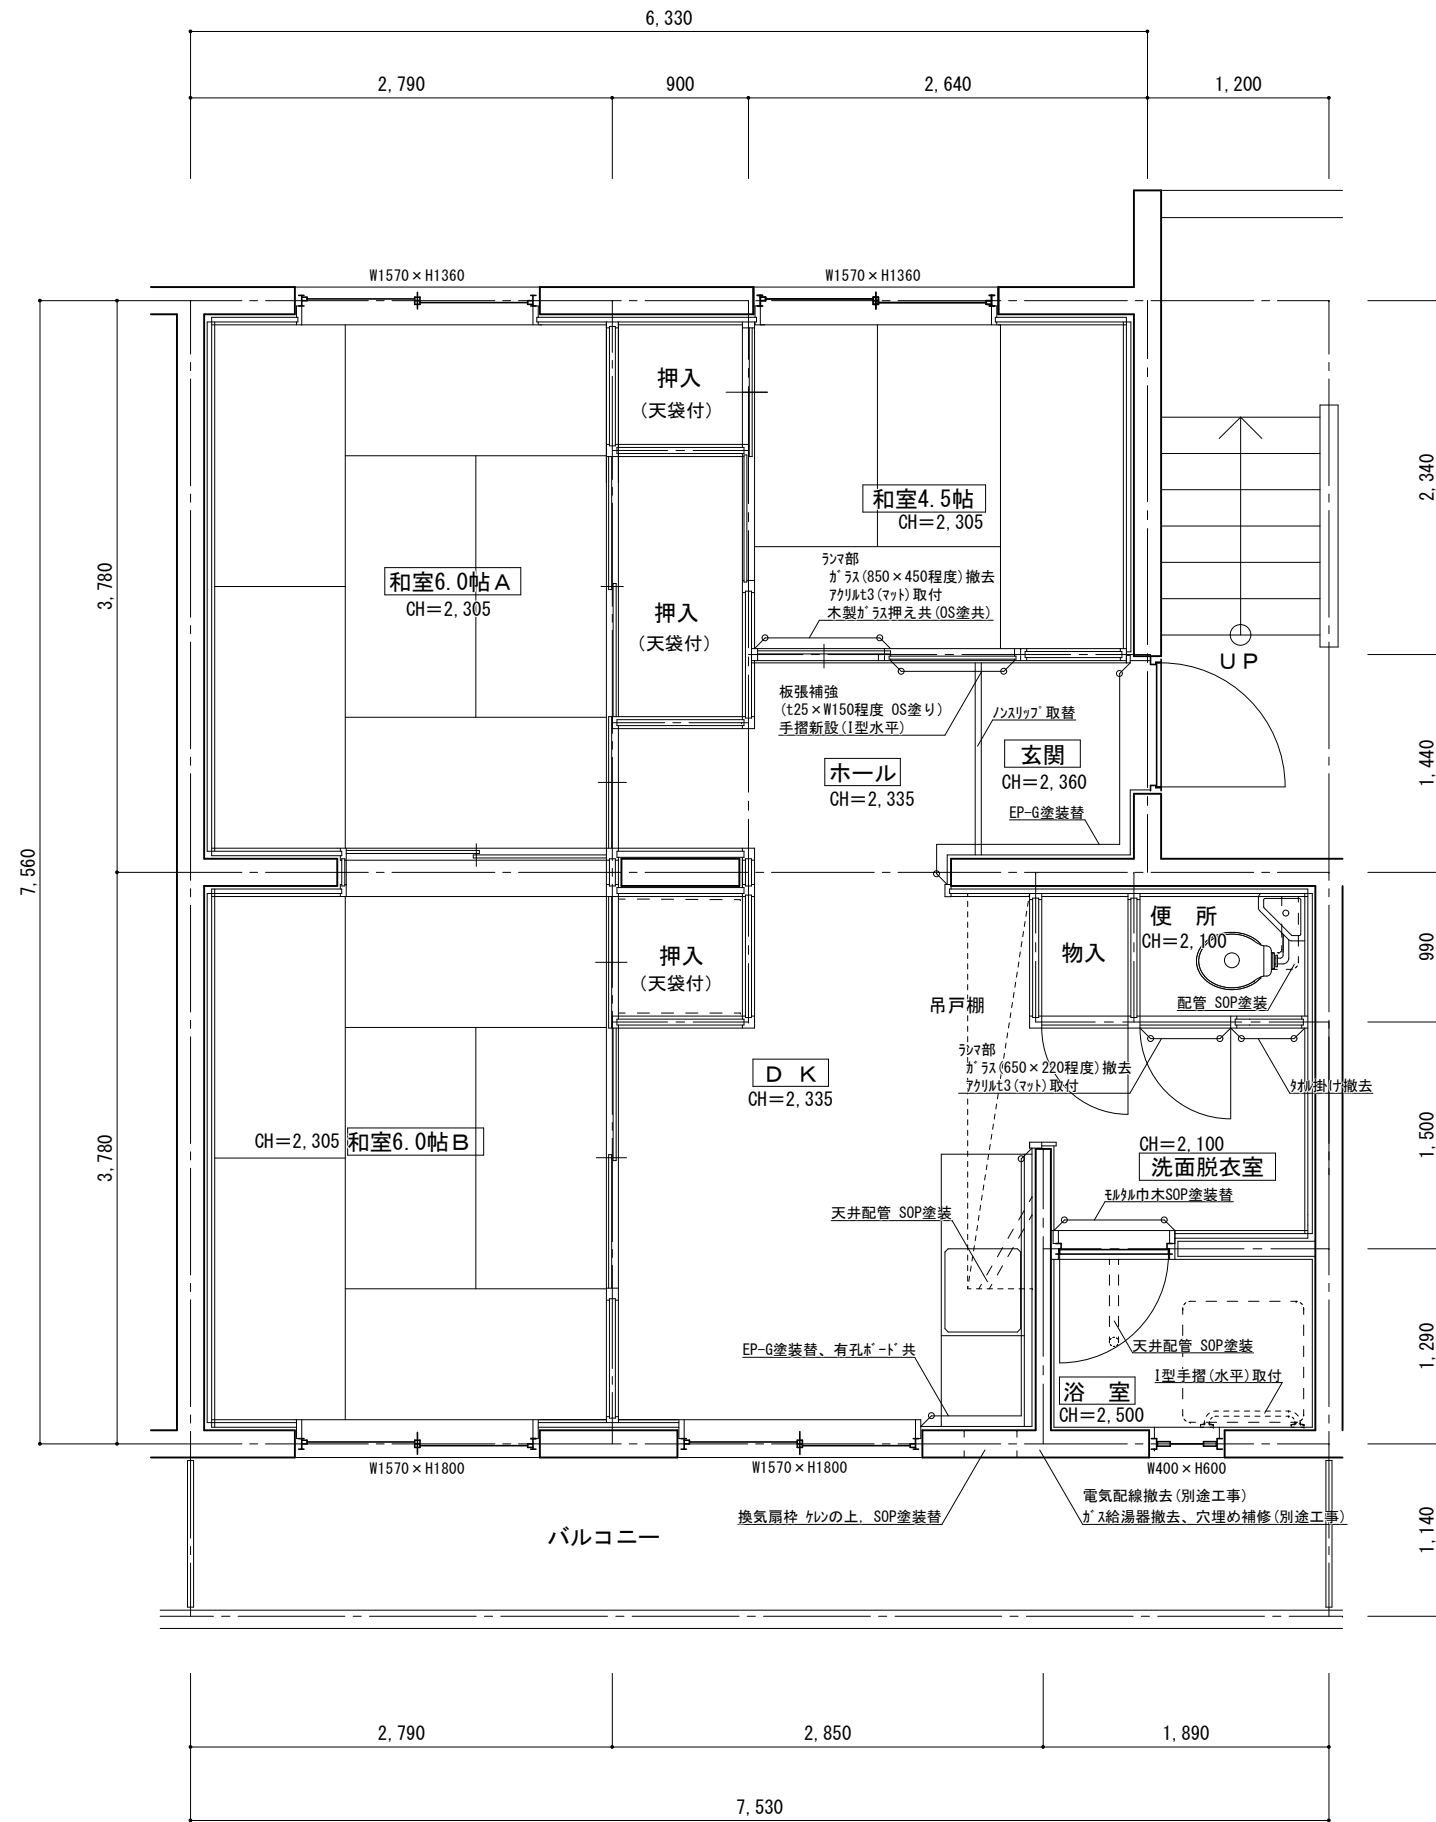 6,330
2,790
900
2,640
1,200
W1570×H1360
W1570×H1360
押入
(天袋付)
和室4.5帖
CH=2,305
2,340
ランマ部
ガラス(850×450程度)撤去
アクリルt3(マット)取付
木製ガラス押え共(OS塗共)
3,780
和室6.0帖A
CH=2,305
押入
(天袋付)
UP
板張補強
(t25×W150程度 OS塗り)
手摺新設(I型水平)
ノンスリップ取替
玄関
CH=2,360
ホール
CH=2,335
EP-G塗装替
1,440
7,560
便 所
CH=2,100
物入
押入
(天袋付)
配管 SOP塗装
吊戸棚
990
ランマ部
ガラス(650×220程度)撤去
アクリルt3(マット)取付
タオル掛け撤去
DK
CH=2,335
3,780
CH=2,305 和室6.0帖B
CH=2,100
洗面脱衣室
1,500
モルタル巾木SOP塗装替
天井配管 SOP塗装
EP-G塗装替、有孔ボード共
天井配管 SOP塗装
I型手摺(水平)取付
1,290
浴 室
CH=2,500
W1570×H1800
W1570×H1800
W400×H600
換気扇枠 ケレンの上, SOP塗装替
電気配線撤去(別途工事)
ガス給湯器撤去、穴埋め補修(別途工事)
バルコニー
1,140
2,790
2,850
1,890
7,530